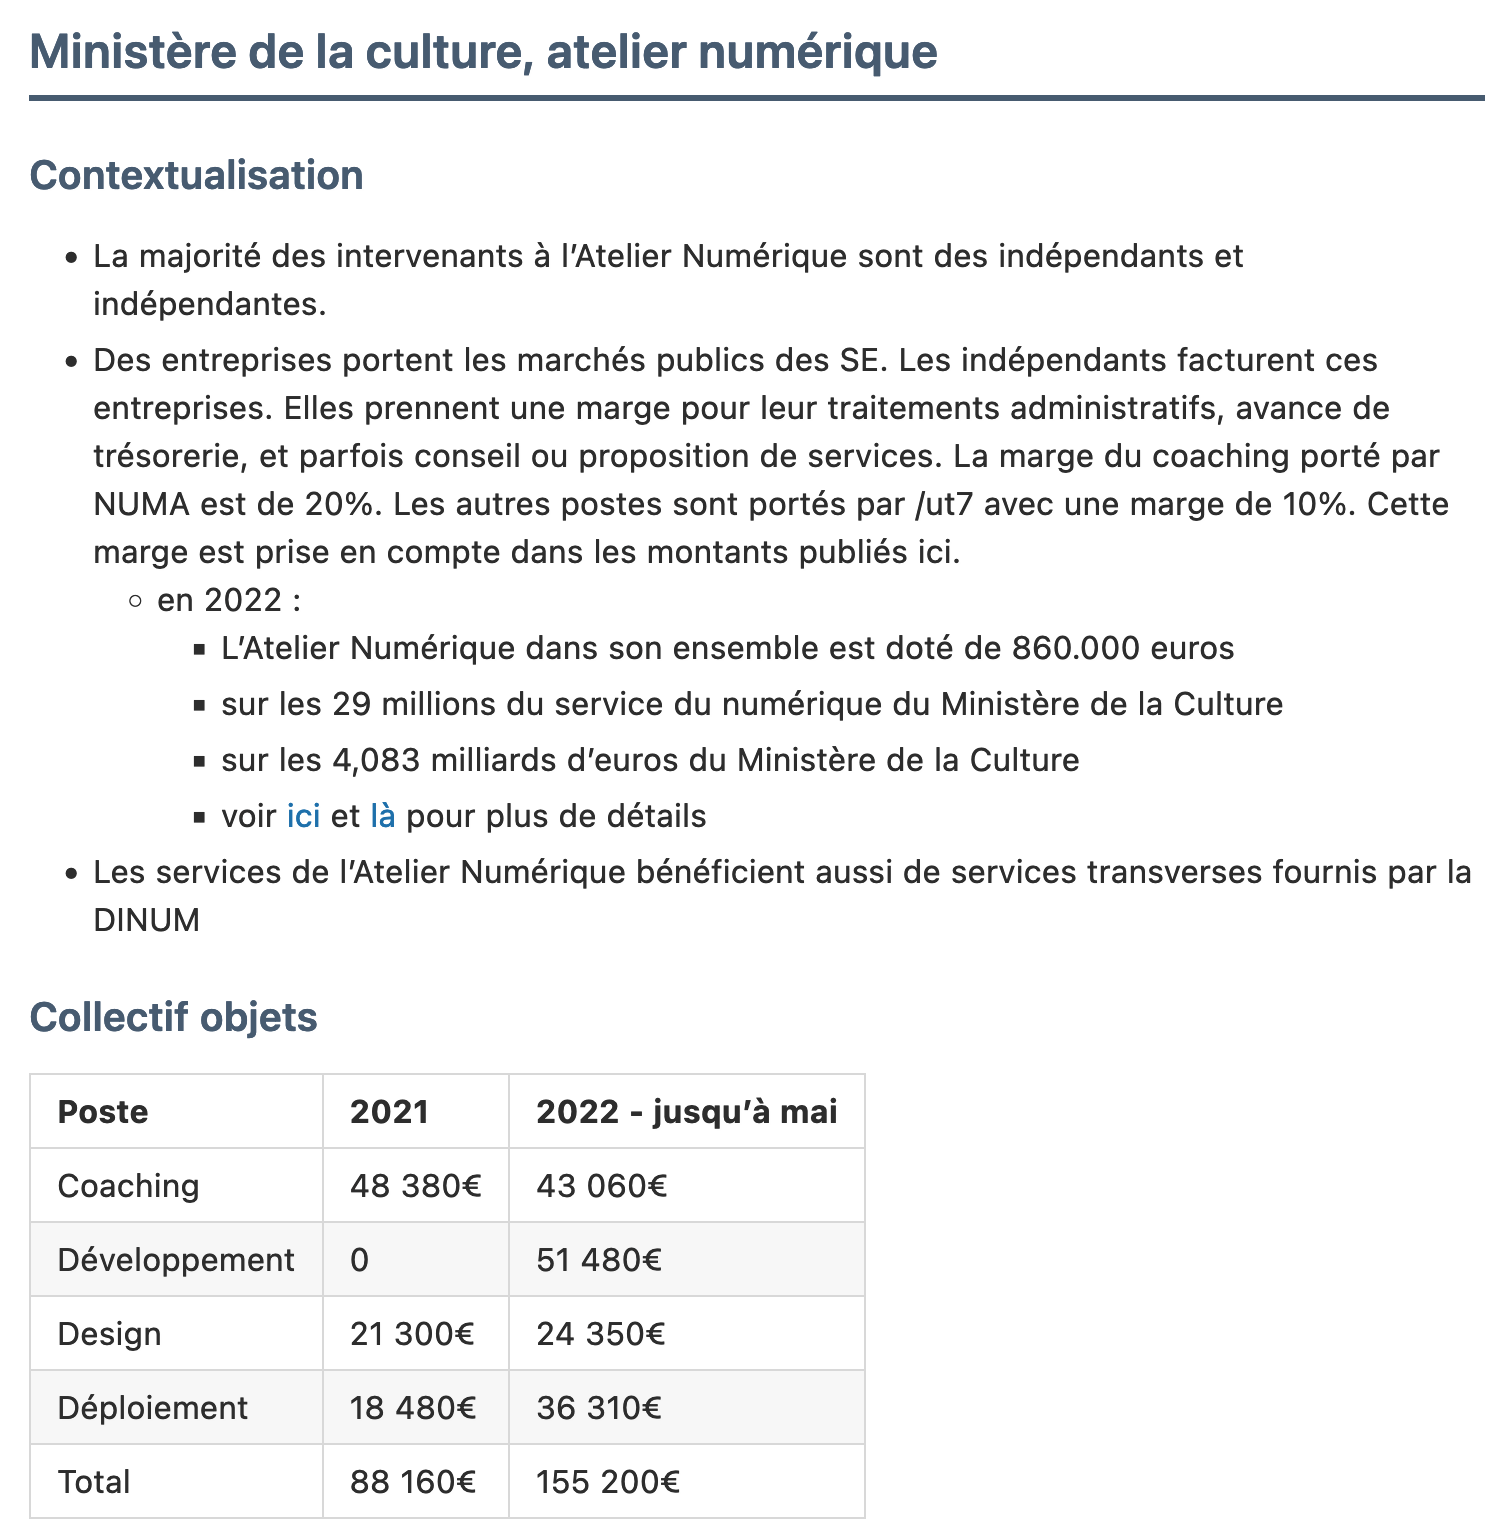 Ministère de la culture, atelier numérique
Contextualisation
• La majorité des intervenants à l’Atelier Numérique sont des indépendants et
indépendantes.
• Des entreprises portent les marchés publics des SE. Les indépendants facturent ces
entreprises. Elles prennent une marge pour leur traitements administratifs, avance de
trésorerie, et parfois conseil ou proposition de services. La marge du coaching porté par
NUMA est de 20%. Les autres postes sont portés par /ut7 avec une marge de 10%. Cette
marge est prise en compte dans les montants publiés ici.
◦ en 2022 :
▪ L’Atelier Numérique dans son ensemble est doté de 860.000 euros
▪ sur les 29 millions du service du numérique du Ministère de la Culture
▪ sur les 4,083 milliards d’euros du Ministère de la Culture
▪ voir ici et là pour plus de détails
• Les services de l’Atelier Numérique bénéficient aussi de services transverses fournis par la
DINUM
Collectif objets
Poste 2021 2022 - jusqu’à mai
Coaching 48 380€ 43 060€
Développement 0 51 480€
Design 21 300€ 24 350€
Déploiement 18 480€ 36 310€
Total 88 160€ 155 200€